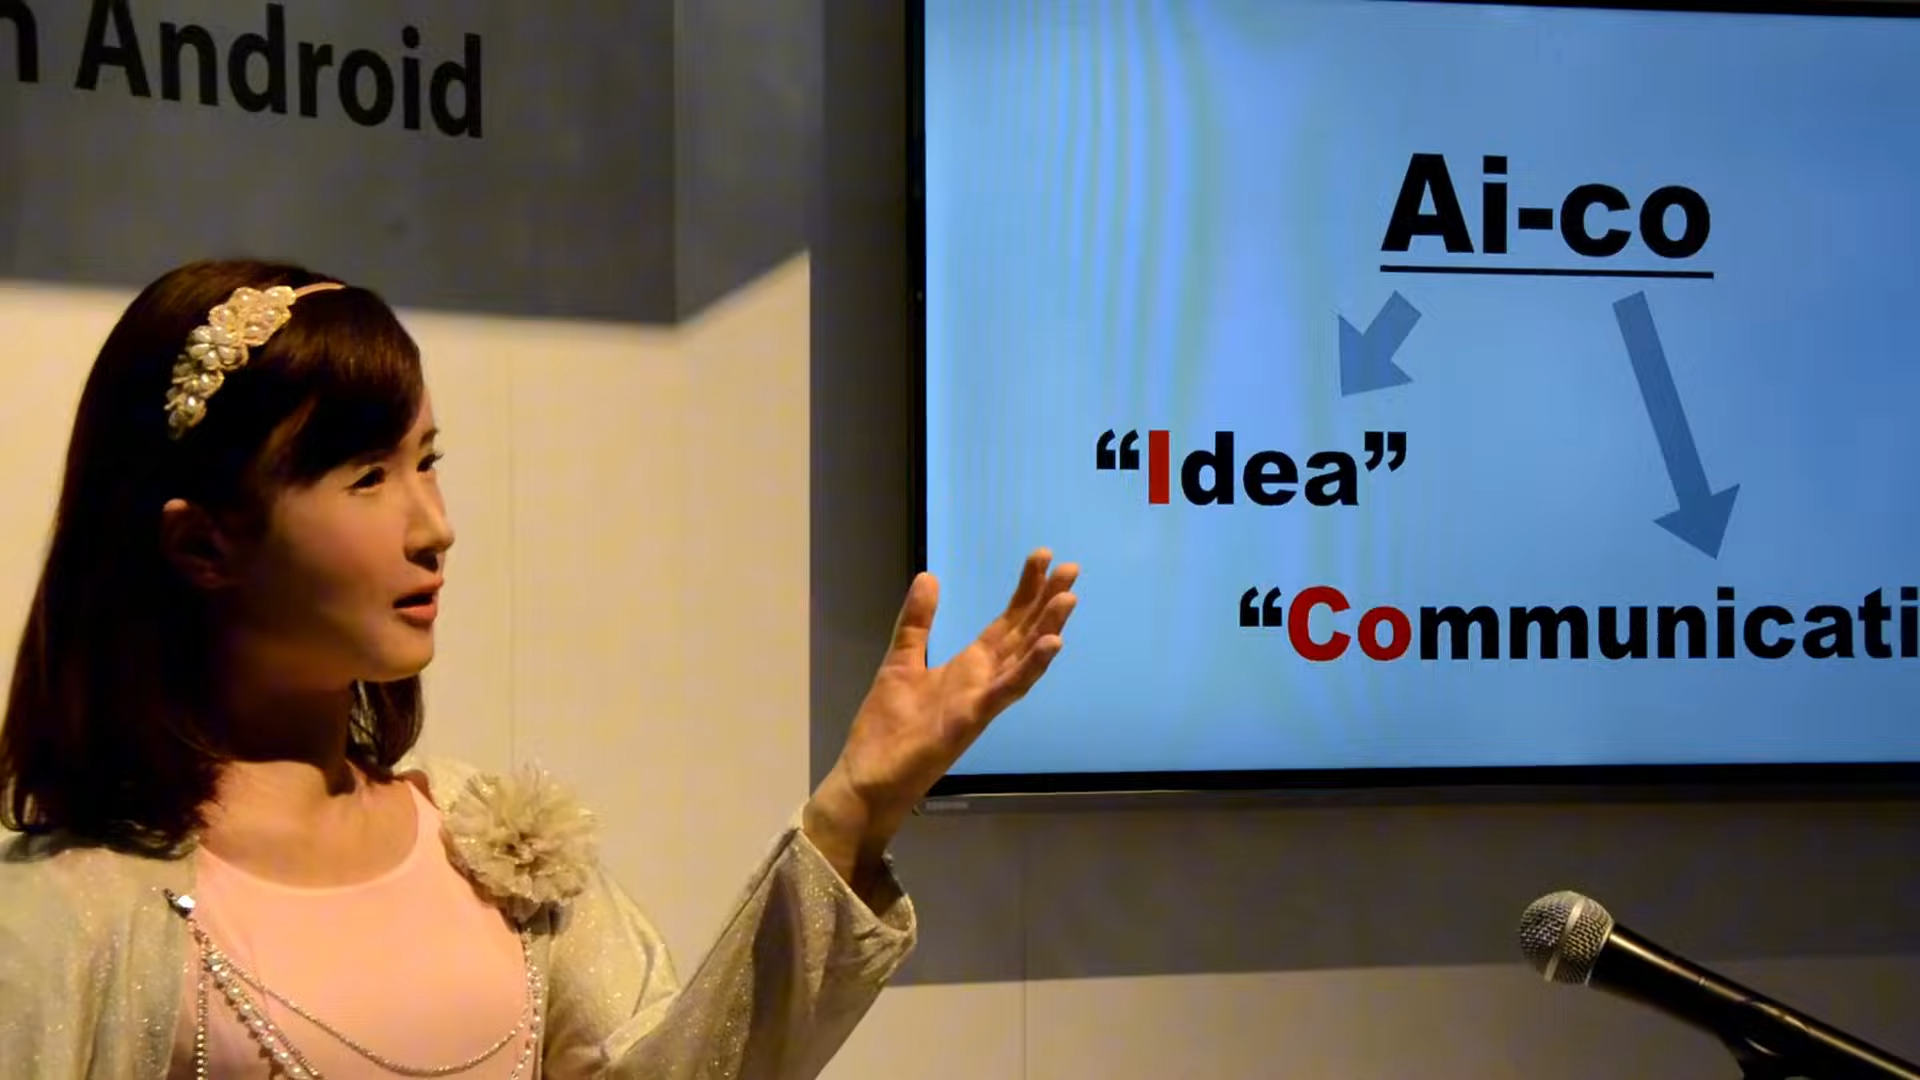 n Android
Ai-co
“Idea”
“Communicati